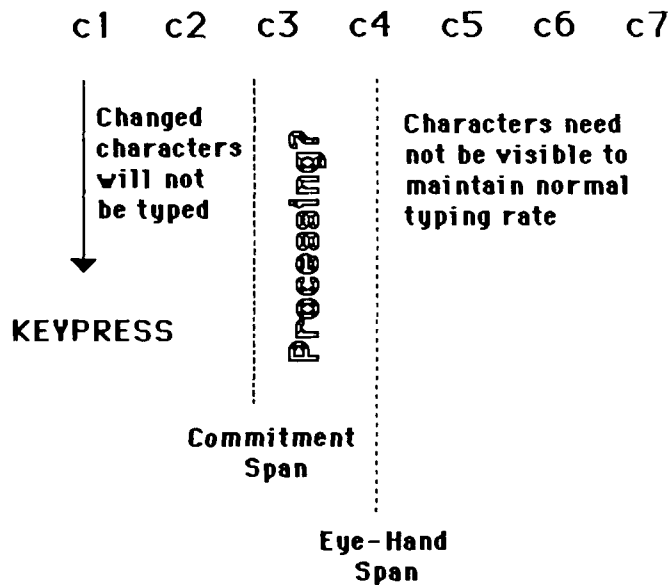 c1 c2 c3 c4 c5 c6 c7
Changed
characters
will not
be typed
Processing?
Characters need
not be visible to
maintain normal
typing rate
KEYPRESS
Commitment
Span
Eye-Hand
Span